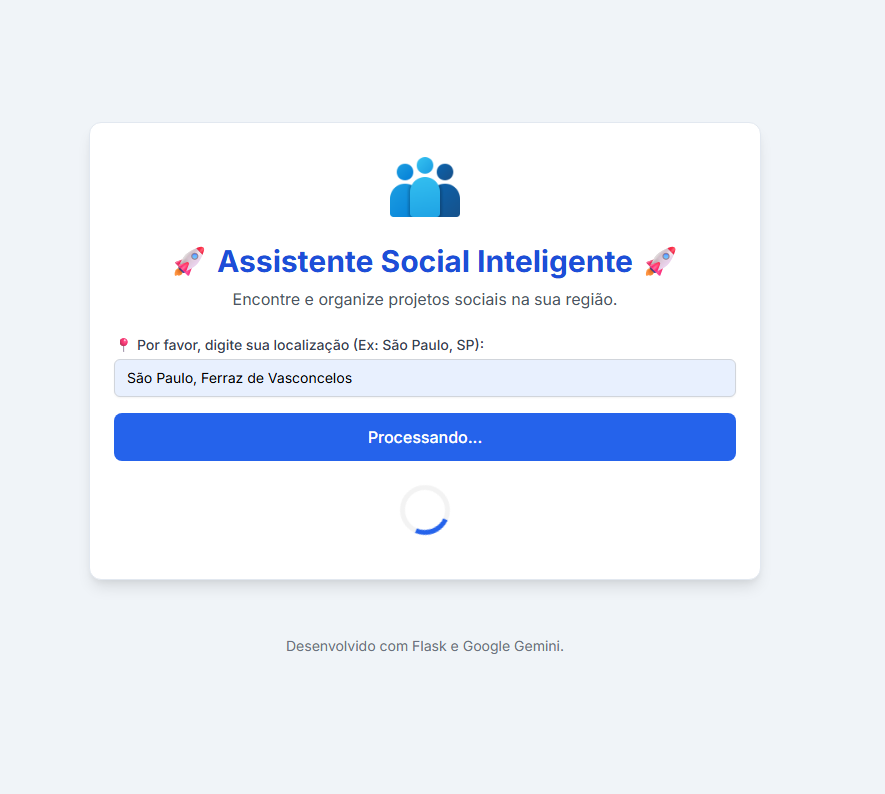 🚀 Assistente Social Inteligente 🚀
Encontre e organize projetos sociais na sua região.
📍 Por favor, digite sua localização (Ex: São Paulo, SP):
São Paulo, Ferraz de Vasconcelos
Processando...
Desenvolvido com Flask e Google Gemini.